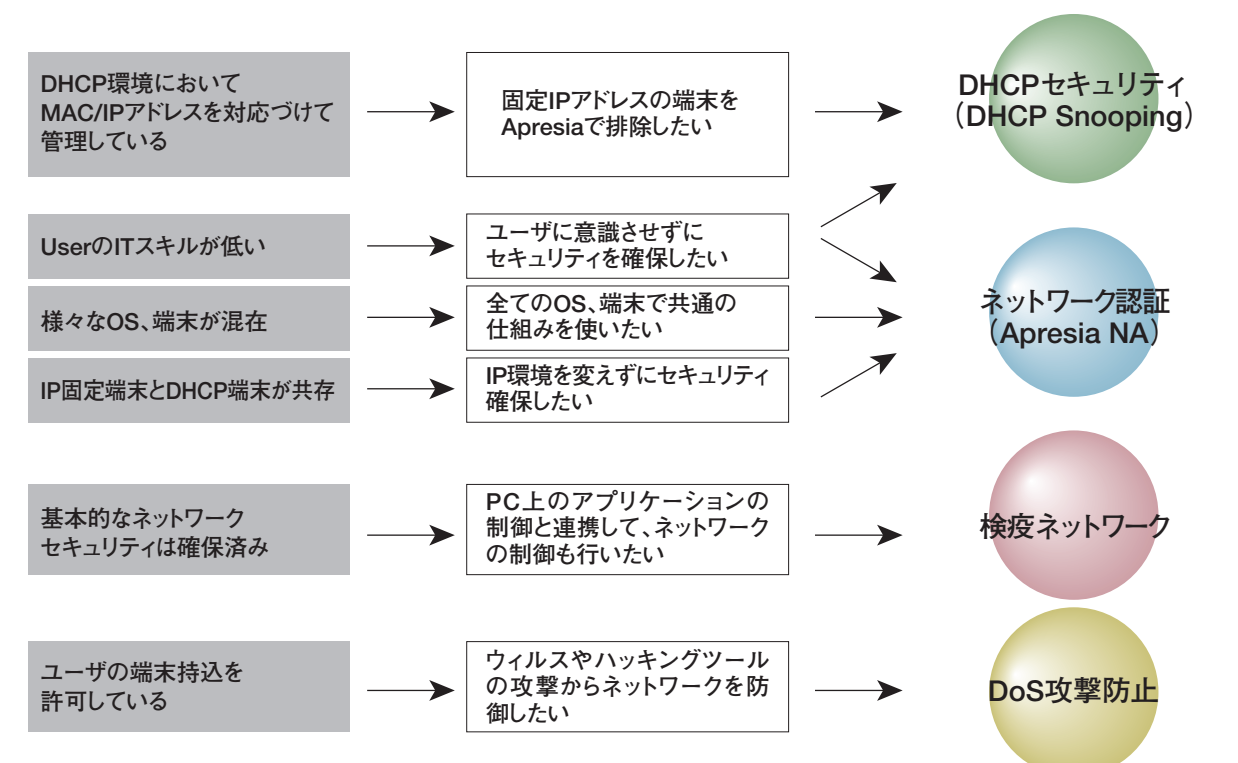 DHCP環境において
MAC/IPアドレスを対応づけて
管理している
固定IPアドレスの端末を
Apresiaで排除したい
DHCPセキュリティ
（DHCP Snooping）
UserのITスキルが低い
ユーザに意識させずに
セキュリティを確保したい
様々なOS、端末が混在
全てのOS、端末で共通の
仕組みを使いたい
ネットワーク認証
（Apresia NA）
IP固定端末とDHCP端末が共存
IP環境を変えずにセキュリティ
確保したい
基本的なネットワーク
セキュリティは確保済み
PC上のアプリケーションの
制御と連携して、ネットワーク
の制御も行いたい
検疫ネットワーク
ユーザの端末持込を
許可している
ウィルスやハッキングツール
の攻撃からネットワークを防
御したい
DoS攻撃防止